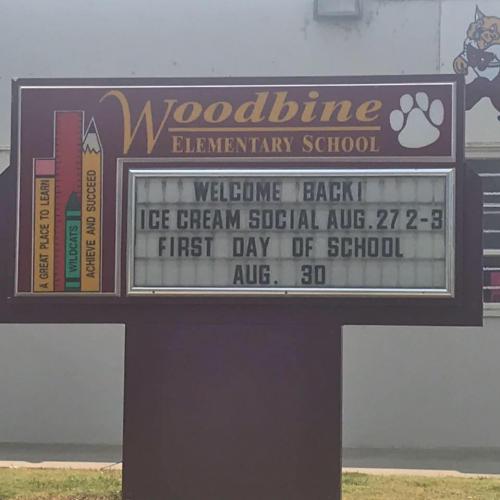 Woodbine
ELEMENTARY SCHOOL
A GREAT PLACE TO LEARN
WILDCATS
ACHIEVE AND SUCCEED
WELCOME BACK!
ICE CREAM SOCIAL AUG. 27 2-3
FIRST DAY OF SCHOOL
AUG. 30